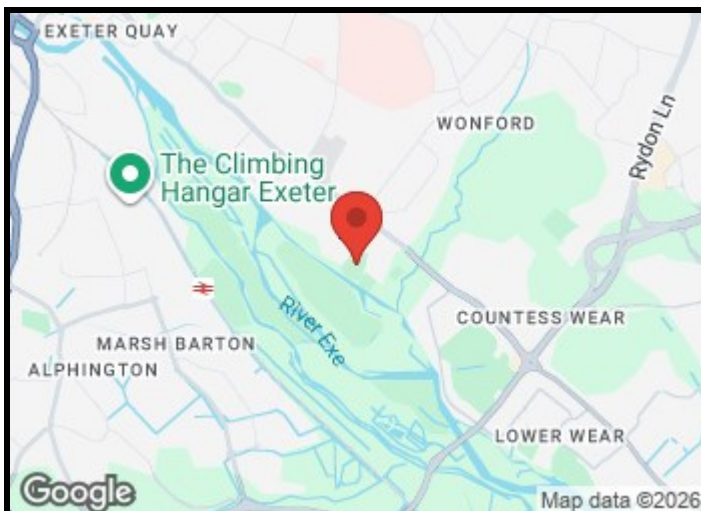 EXETER QUAY
WONFORD
Rydon Ln
The Climbing
Hangar Exeter
River Exe
COUNTESS WEAR
MARSH BARTON
ALPHINGTON
LOWER WEAR
Google
Map data ©2026